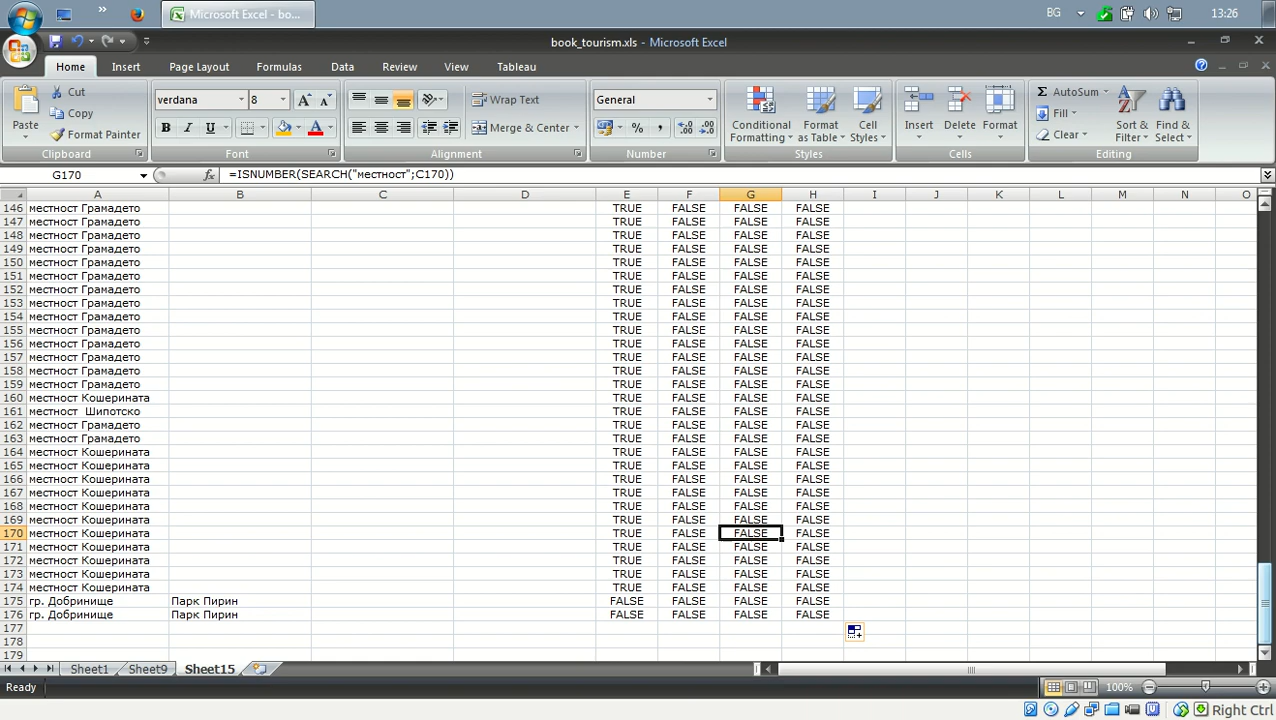 Microsoft Excel - bo...
BG
13:26
book_tourism.xls - Microsoft Excel
Home Insert Page Layout Formulas Data Review View Tableau
Paste Cut verdana 8 Wrap Text General Conditional Formatting Format as Table Cell Styles Insert Delete Format AutoSum Sort & Filter Find & Select
Copy Fill
Format Painter B I U Merge & Center % , Clear
Clipboard Font Alignment Number Styles Cells Editing
G170 fx =ISNUMBER(SEARCH("местност";C170))
A B C D E F G H I J K L M N O
146 местност Грамадето TRUE FALSE FALSE FALSE
147 местност Грамадето TRUE FALSE FALSE FALSE
148 местност Грамадето TRUE FALSE FALSE FALSE
149 местност Грамадето TRUE FALSE FALSE FALSE
150 местност Грамадето TRUE FALSE FALSE FALSE
151 местност Грамадето TRUE FALSE FALSE FALSE
152 местност Грамадето TRUE FALSE FALSE FALSE
153 местност Грамадето TRUE FALSE FALSE FALSE
154 местност Грамадето TRUE FALSE FALSE FALSE
155 местност Грамадето TRUE FALSE FALSE FALSE
156 местност Грамадето TRUE FALSE FALSE FALSE
157 местност Грамадето TRUE FALSE FALSE FALSE
158 местност Грамадето TRUE FALSE FALSE FALSE
159 местност Грамадето TRUE FALSE FALSE FALSE
160 местност Кошерината TRUE FALSE FALSE FALSE
161 местност  Шипотско TRUE FALSE FALSE FALSE
162 местност Грамадето TRUE FALSE FALSE FALSE
163 местност Грамадето TRUE FALSE FALSE FALSE
164 местност Кошерината TRUE FALSE FALSE FALSE
165 местност Кошерината TRUE FALSE FALSE FALSE
166 местност Кошерината TRUE FALSE FALSE FALSE
167 местност Кошерината TRUE FALSE FALSE FALSE
168 местност Кошерината TRUE FALSE FALSE FALSE
169 местност Кошерината TRUE FALSE FALSE FALSE
170 местност Кошерината TRUE FALSE FALSE FALSE
171 местност Кошерината TRUE FALSE FALSE FALSE
172 местност Кошерината TRUE FALSE FALSE FALSE
173 местност Кошерината TRUE FALSE FALSE FALSE
174 местност Кошерината TRUE FALSE FALSE FALSE
175 гр. Добринище Парк Пирин FALSE FALSE FALSE FALSE
176 гр. Добринище Парк Пирин FALSE FALSE FALSE FALSE
177
178
179
Sheet1 Sheet9 Sheet15
Ready 100%
Right Ctrl